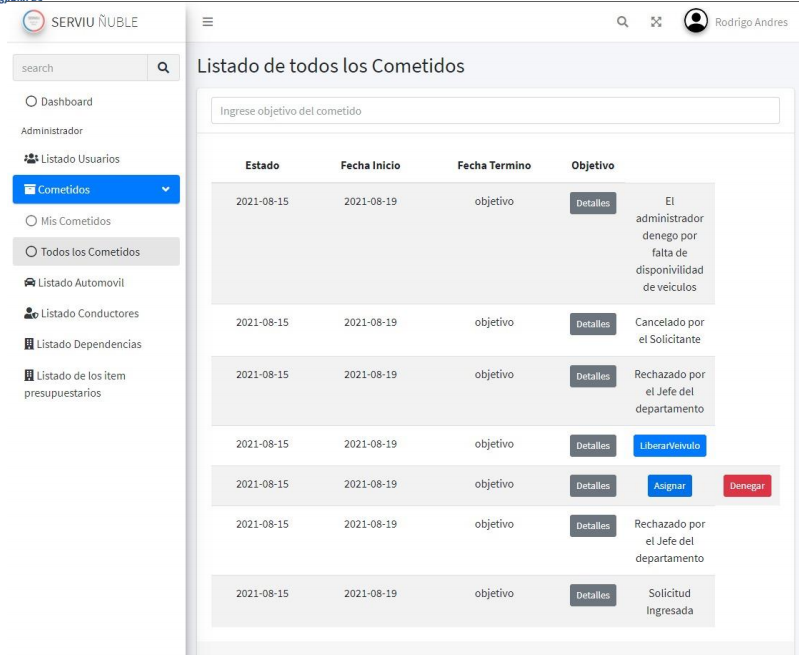 SERVIU ÑUBLE
Rodrigo Andres
search
Dashboard
Administrador
Listado Usuarios
Cometidos
Mis Cometidos
Todos los Cometidos
Listado Automovil
Listado Conductores
Listado Dependencias
Listado de los item
presupuestarios
Listado de todos los Cometidos
Ingrese objetivo del cometido
Estado Fecha Inicio Fecha Termino Objetivo
2021-08-15 2021-08-19 objetivo Detalles El
administrador
denego por
falta de
disponivilidad
de veiculos
2021-08-15 2021-08-19 objetivo Detalles Cancelado por
el Solicitante
2021-08-15 2021-08-19 objetivo Detalles Rechazado por
el Jefe del
departamento
2021-08-15 2021-08-19 objetivo Detalles LiberarVeivulo
2021-08-15 2021-08-19 objetivo Detalles Asignar Denegar
2021-08-15 2021-08-19 objetivo Detalles Rechazado por
el Jefe del
departamento
2021-08-15 2021-08-19 objetivo Detalles Solicitud
Ingresada